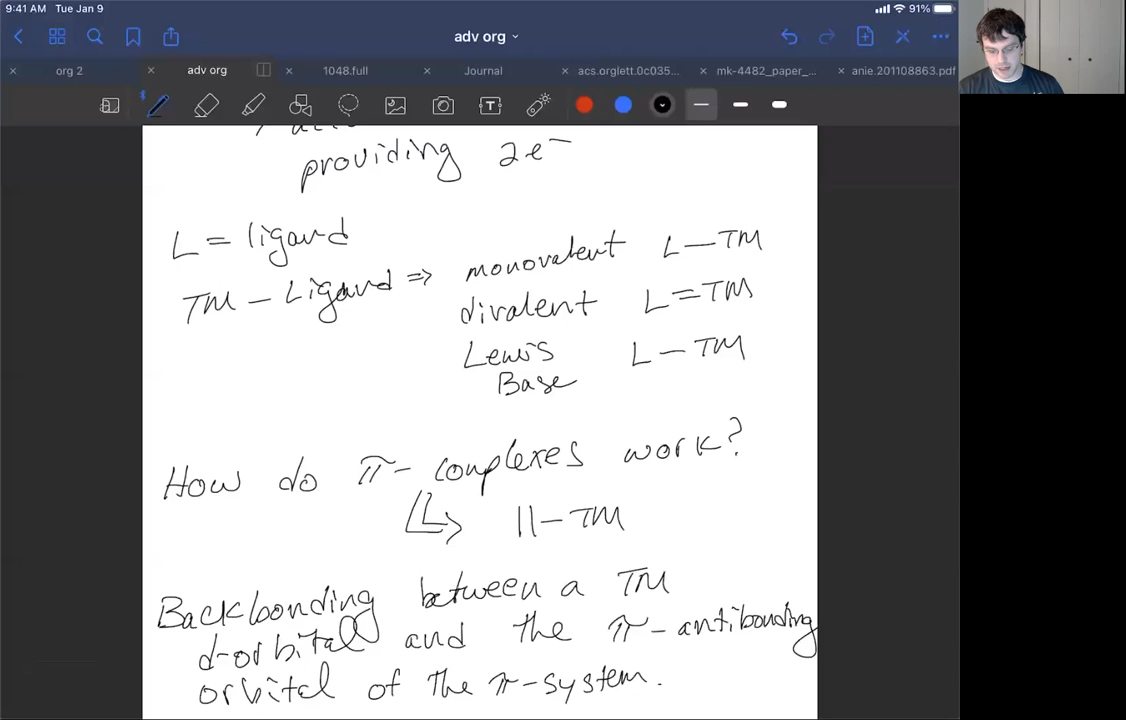 9:41 AM Tue Jan 9
91%
adv org
org 2
adv org
1048.full
Journal
acs.orglett.0c035...
mk-4482_paper_...
anie.201108863.pdf
providing 2e⁻
L = ligand
TM - Ligand => monovalent L—TM
divalent L=TM
Lewis Base L—TM
How do π-complexes work?
||—TM
Backbonding between a TM
d-orbital and the π-antibonding
orbital of the π-system.